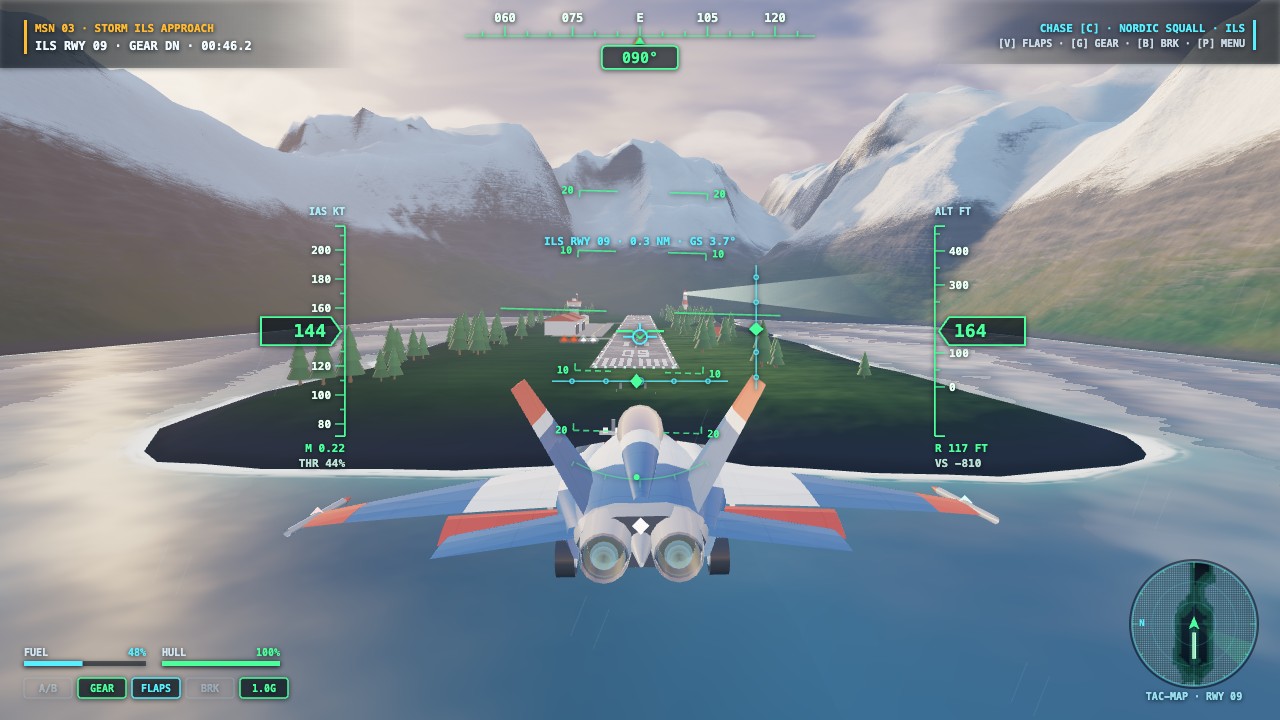 MSN 03 · STORM ILS APPROACH
ILS RWY 09 · GEAR DN · 00:46.2
060 075 E 105 120
090°
CHASE [C] · NORDIC SQUALL · ILS
[V] FLAPS · [G] GEAR · [B] BRK · [P] MENU
20 20
ILS RWY 09 · 0.3 NM · GS 3.7°
10 10
10 10
20 20
IAS KT
200
180
160
144
120
100
80
M 0.22
THR 44%
ALT FT
400
300
164
100
0
R 117 FT
VS −810
09
FUEL 48% HULL 100%
A/B GEAR FLAPS BRK 1.0G
N
TAC−MAP · RWY 09